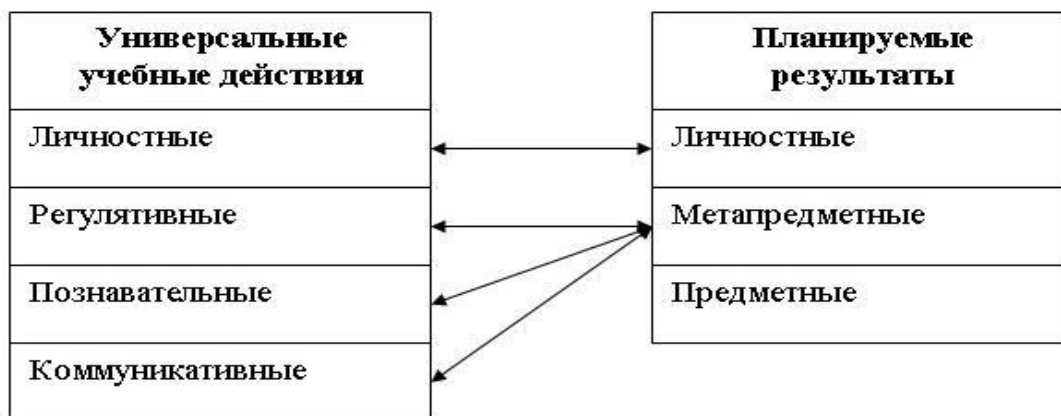 Универсальные
учебные действия
Личностные
Регулятивные
Познавательные
Коммуникативные
Планируемые
результаты
Личностные
Метапредметные
Предметные